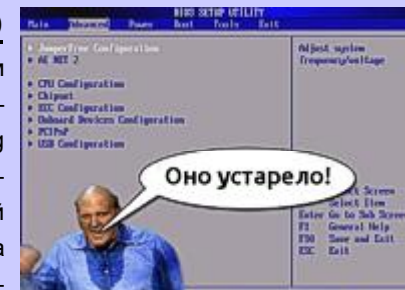 )
и
-
g
-
й
а
-
BIOS SETUP UTILITY
Main Advanced Power Boot Tools Exit
JumperFree Configuration
AI NET 2
CPU Configuration
Chipset
Onboard Devices Configuration
PCIPnP
USB Configuration
Adjust system
frequency/voltage
Оно устарело!
Select Screen
Select Item
Enter Go to Sub Screen
F1 General Help
F10 Save and Exit
ESC Exit